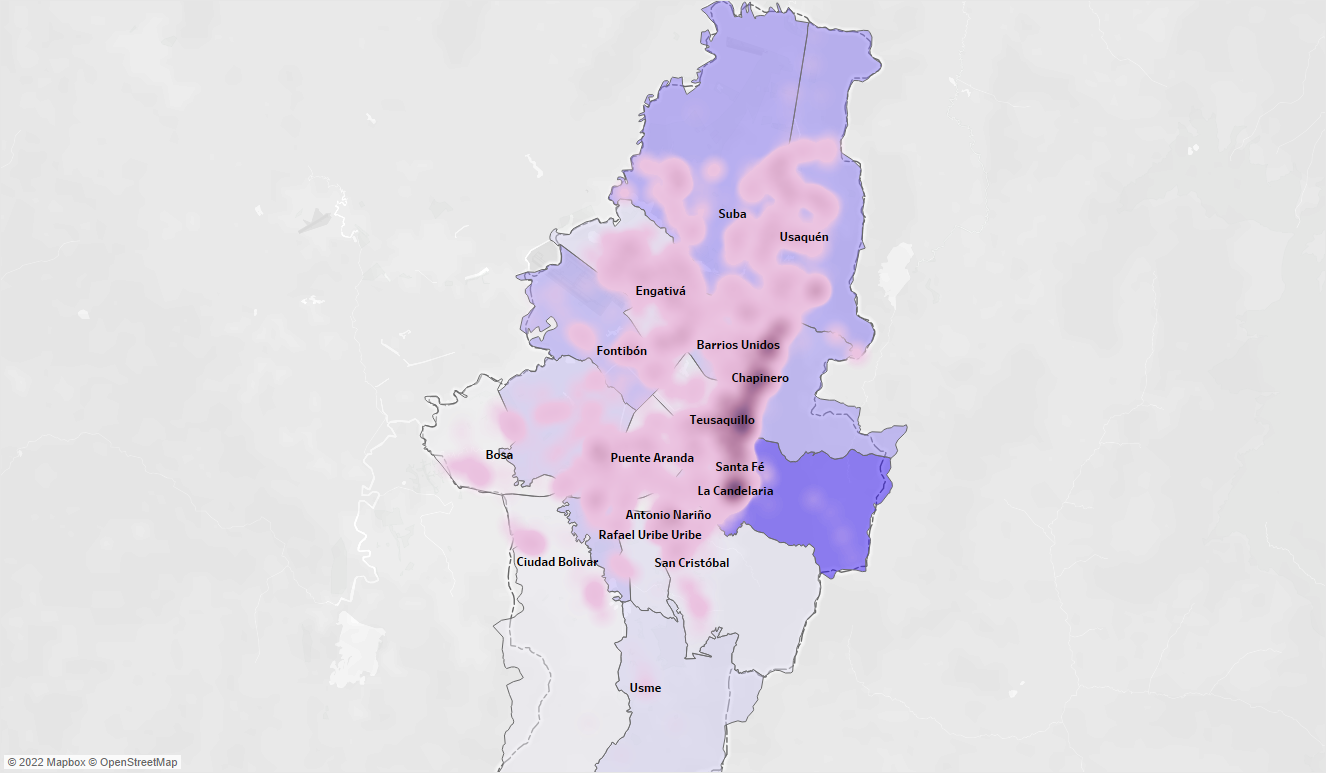 Suba
Usaquén
Engativá
Barrios Unidos
Fontibón
Chapinero
Teusaquillo
Bosa
Puente Aranda
Santa Fé
La Candelaria
Antonio Nariño
Rafael Uribe Uribe
Ciudad Bolivar
San Cristóbal
Usme
© 2022 Mapbox © OpenStreetMap